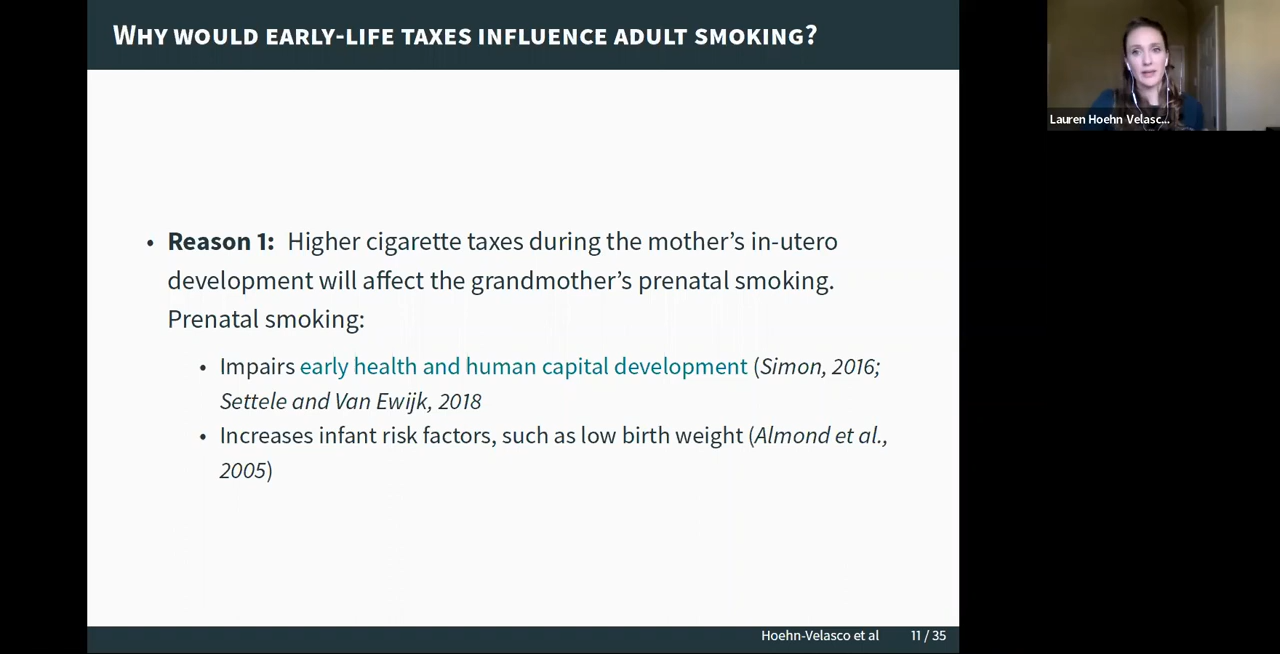 WHY WOULD EARLY-LIFE TAXES INFLUENCE ADULT SMOKING?
Lauren Hoehn Velasc...
• Reason 1: Higher cigarette taxes during the mother’s in-utero
development will affect the grandmother’s prenatal smoking.
Prenatal smoking:
• Impairs early health and human capital development (Simon, 2016;
Settele and Van Ewijk, 2018
• Increases infant risk factors, such as low birth weight (Almond et al.,
2005)
Hoehn-Velasco et al 11 / 35